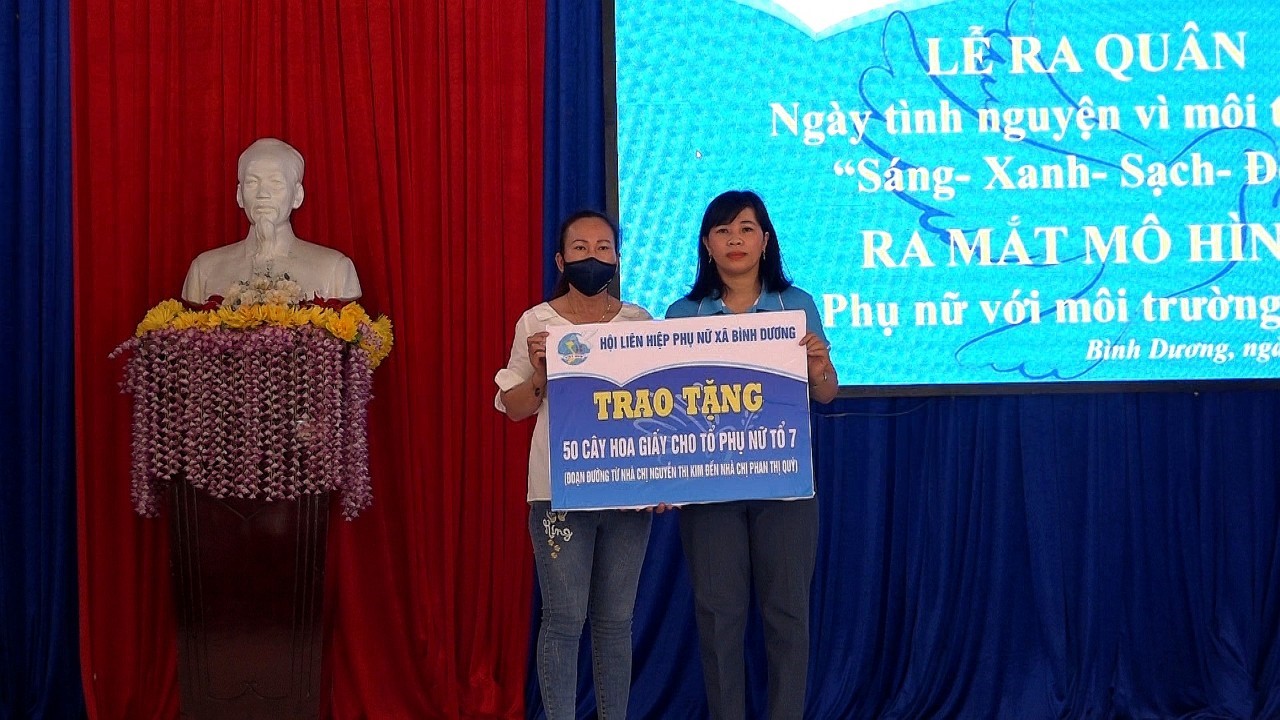 LỄ RA QUÂN
Ngày tình nguyện vì môi
“Sáng- Xanh- Sạch-
RA MẮT MÔ HÌN
Phụ nữ với môi trường
Bình Dương,
HỘI LIÊN HIỆP PHỤ NỮ XÃ BÌNH DƯƠNG
TRAO TẶNG
50 CÂY HOA GIẤY CHO TỔ PHỤ NỮ TỔ 7
(ĐOẠN ĐƯỜNG TỪ NHÀ CHỊ NGUYỄN THỊ KIM ĐẾN NHÀ CHỊ PHAN THỊ QUÝ)